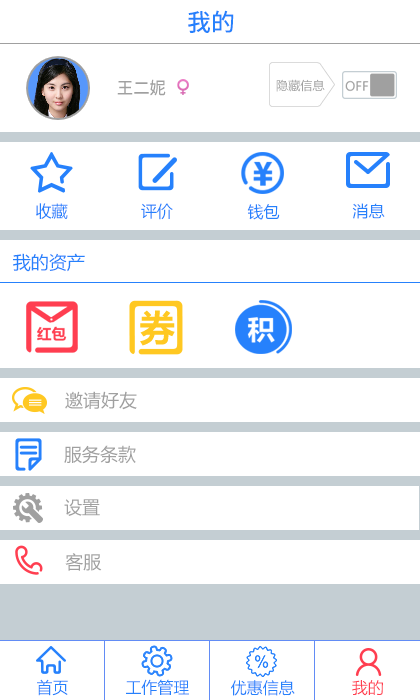 我的
王二妮
隐藏信息
OFF
收藏 评价 钱包 消息
我的资产
红包 券 积
邀请好友
服务条款
设置
客服
首页 工作管理 优惠信息 我的